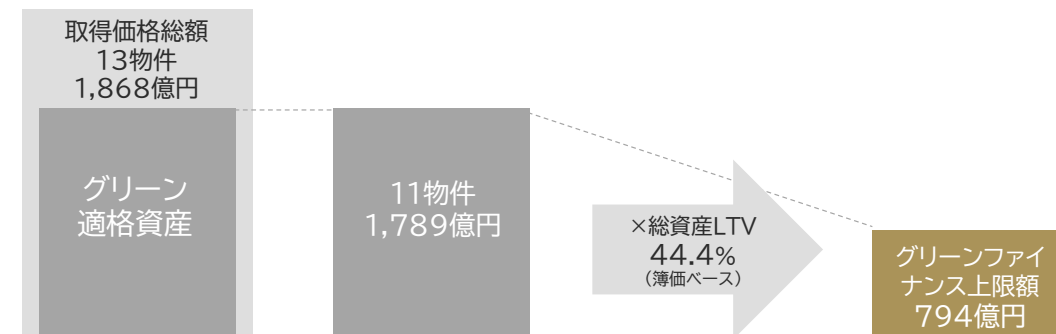 取得価格総額
13物件
1,868億円
グリーン
適格資産
11物件
1,789億円
×総資産LTV
44.4%
(簿価ベース)
グリーンファイ
ナンス上限額
794億円